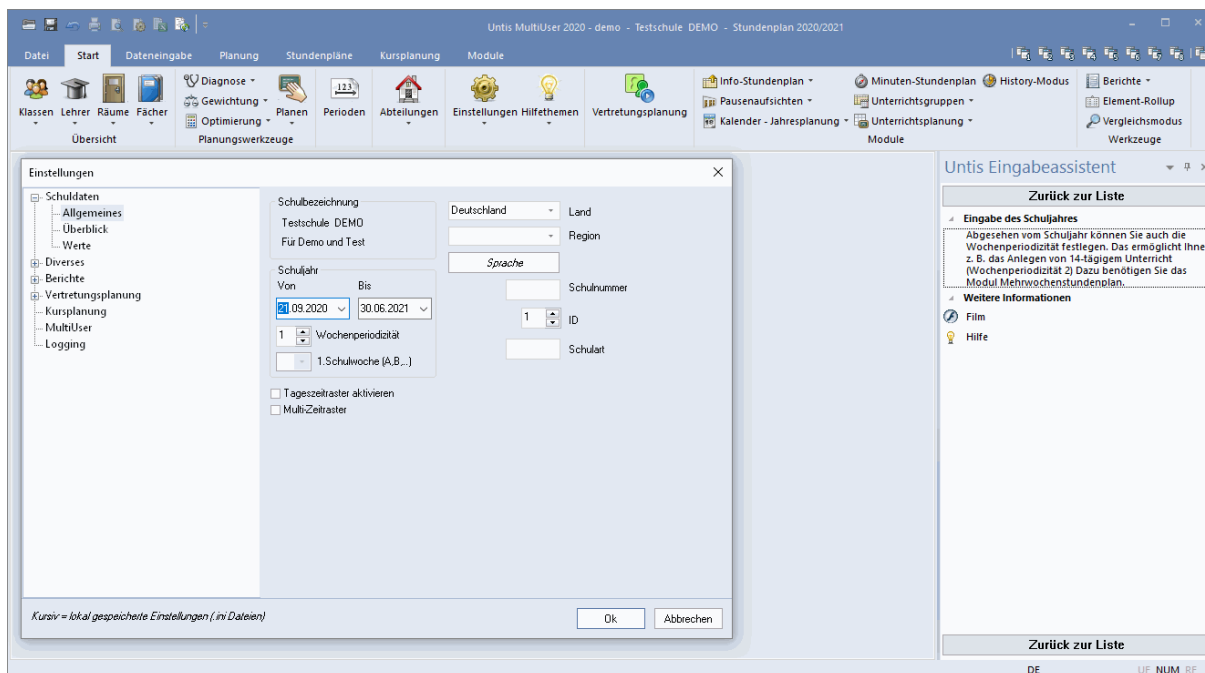 Untis MultiUser 2020 - demo - Testschule DEMO - Stundenplan 2020/2021
Datei Start Dateneingabe Planung Stundenpläne Kursplanung Module
Klassen Lehrer Räume Fächer
Übersicht
Diagnose
Gewichtung
Optimierung
Planen
Planungswerkzeuge
123
Perioden
Abteilungen
Einstellungen
Hilfethemen
Vertretungsplanung
Info-Stundenplan
Pausenaufsichten
Kalender - Jahresplanung
Minuten-Stundenplan
Unterrichtsgruppen
Unterrichtsplanung
History-Modus
Module
Berichte
Element-Rollup
Vergleichsmodus
Werkzeuge
Einstellungen
Schuldaten
Allgemeines
Überblick
Werte
Diverses
Berichte
Vertretungsplanung
Kursplanung
MultiUser
Logging
Schulbezeichnung
Testschule DEMO
Für Demo und Test
Schuljahr
Von Bis
21.09.2020 30.06.2021
1 Wochenperiodizität
1.Schulwoche (A,B,..)
Tageszeitraster aktivieren
Multi-Zeitraster
Deutschland Land
Region
Sprache
Schulnummer
1 ID
Schulart
Kursiv = lokal gespeicherte Einstellungen (.ini Dateien)
Ok Abbrechen
Untis Eingabeassistent
Zurück zur Liste
Eingabe des Schuljahres
Abgesehen vom Schuljahr können Sie auch die
Wochenperiodizität festlegen. Das ermöglicht Ihne
z. B. das Anlegen von 14-tägigem Unterricht
(Wochenperiodizität 2) Dazu benötigen Sie das
Modul Mehrwochenstundenplan.
Weitere Informationen
Film
Hilfe
Zurück zur Liste
DE UF NUM RF